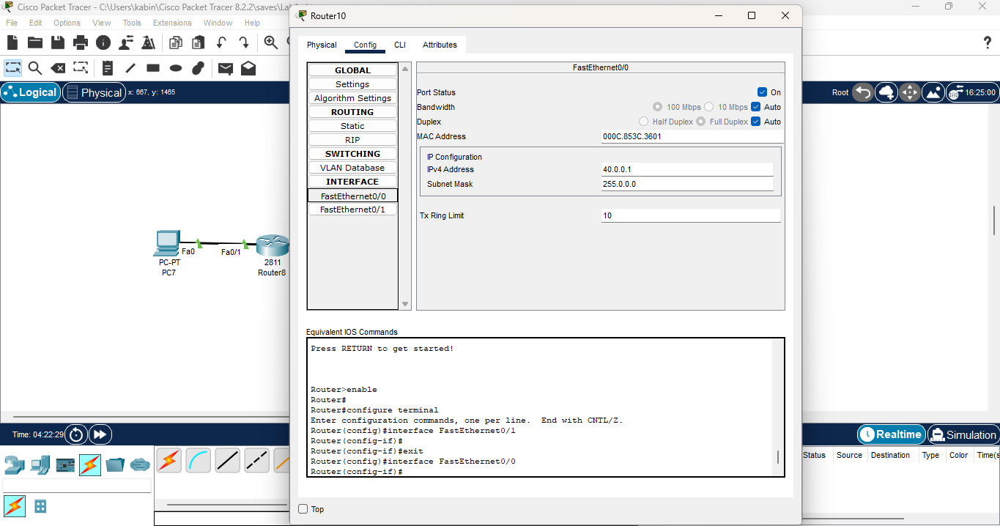 Cisco Packet Tracer - C:\Users\kabin\Cisco Packet Tracer 8.2.2\saves\La
File Edit Options View Tools Extensions Window Help
Logical Physical x: 667, y: 1465
Root 16:25:00
Fa0 Fa0/1
PC-PT
PC7
2811
Router8
Router10
Physical Config CLI Attributes
GLOBAL
Settings
Algorithm Settings
ROUTING
Static
RIP
SWITCHING
VLAN Database
INTERFACE
FastEthernet0/0
FastEthernet0/1
FastEthernet0/0
Port Status On
Bandwidth 100 Mbps 10 Mbps Auto
Duplex Half Duplex Full Duplex Auto
MAC Address 000C.853C.3601
IP Configuration
IPv4 Address 40.0.0.1
Subnet Mask 255.0.0.0
Tx Ring Limit 10
Equivalent IOS Commands
Press RETURN to get started!
Router>enable
Router#
Router#configure terminal
Enter configuration commands, one per line. End with CNTL/Z.
Router(config)#interface FastEthernet0/1
Router(config-if)#
Router(config-if)#exit
Router(config)#interface FastEthernet0/0
Router(config-if)#
Top
Time: 04:22:29
Realtime Simulation
Status Source Destination Type Color Time(s